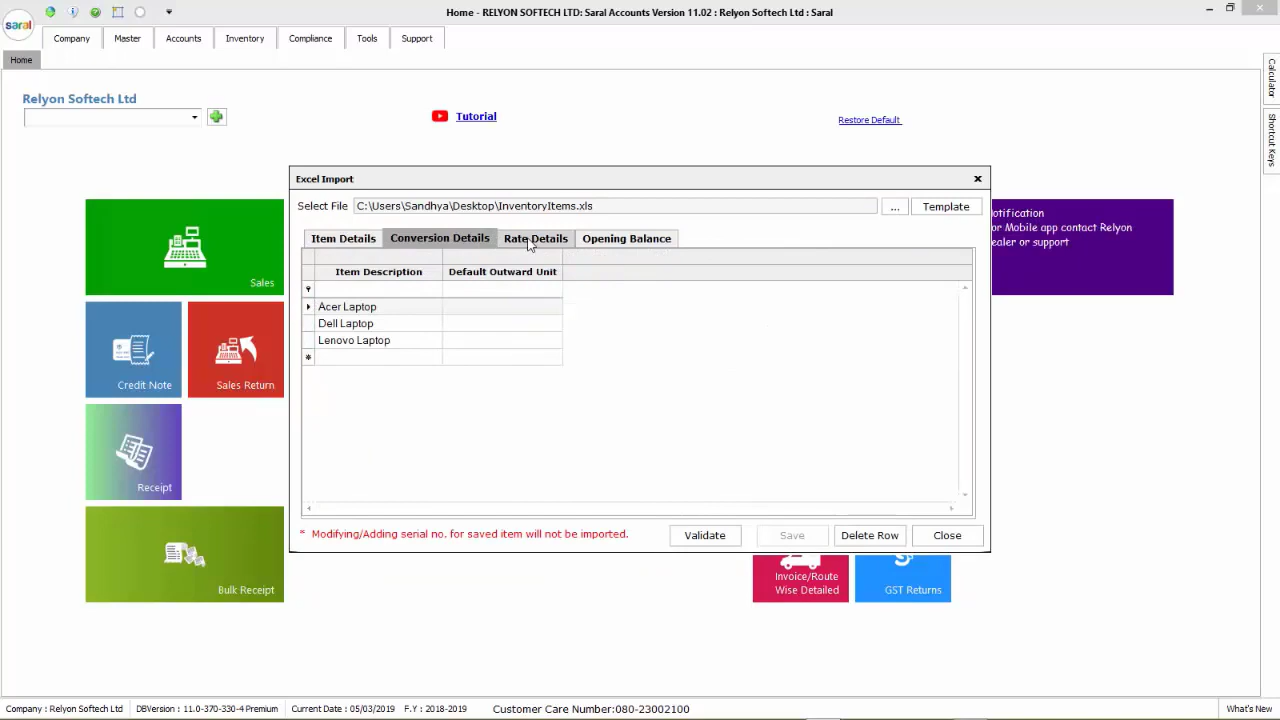 Home - RELYON SOFTECH LTD: Saral Accounts Version 11.02 : Relyon Softech Ltd : Saral
saral
Company Master Accounts Inventory Compliance Tools Support
Home
Calculator
Shortcut Keys
Relyon Softech Ltd
Tutorial
Restore Default
Excel Import
Select File C:\Users\Sandhya\Desktop\InventoryItems.xls ... Template
Item Details Conversion Details Rate Details Opening Balance
Item Description Default Outward Unit
Acer Laptop
Dell Laptop
Lenovo Laptop
* Modifying/Adding serial no. for saved item will not be imported.
Validate Save Delete Row Close
Sales
Credit Note
Sales Return
Receipt
Bulk Receipt
otification
or Mobile app contact Relyon
ealer or support
Invoice/Route
Wise Detailed
GST Returns
Company : Relyon Softech Ltd DBVersion : 11.0-370-330-4 Premium Current Date : 05/03/2019 F.Y : 2018-2019 Customer Care Number:080-23002100 What's New